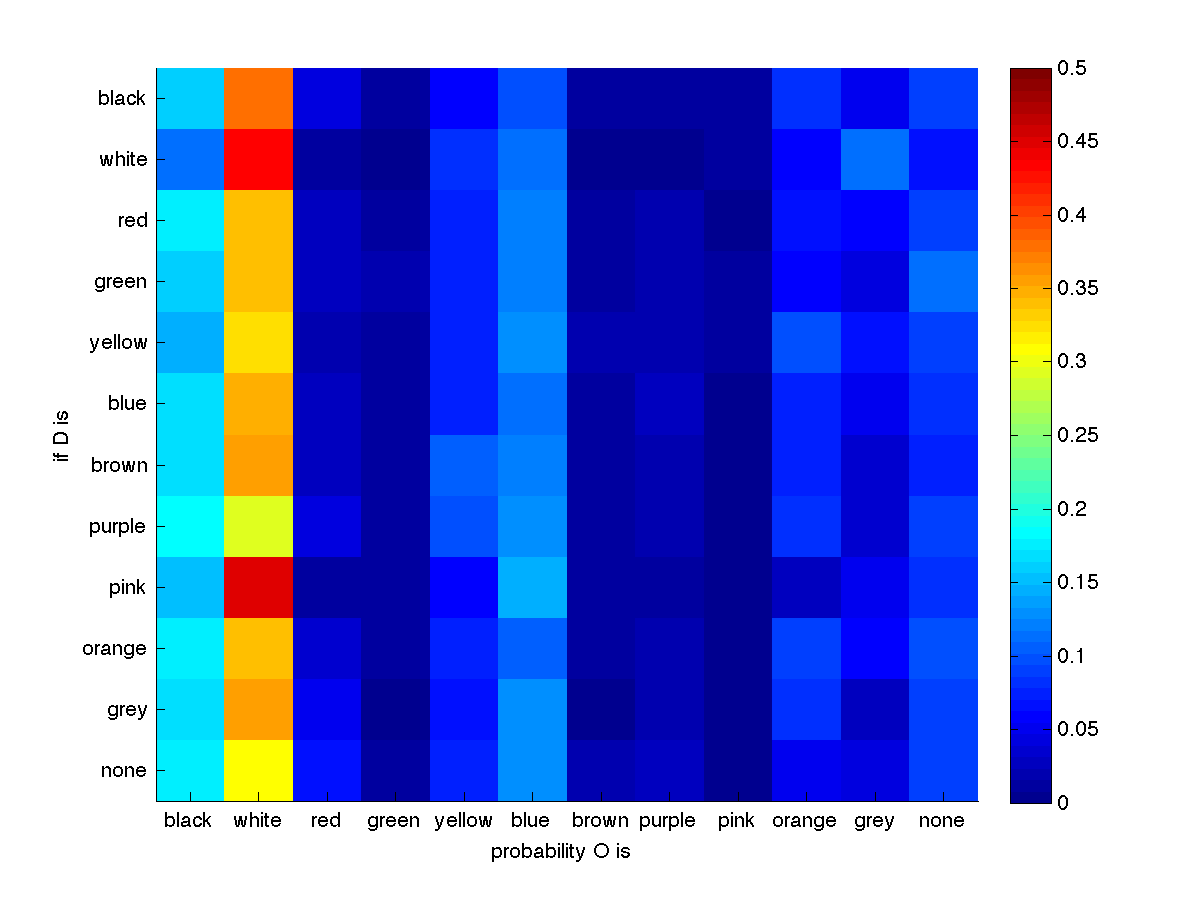 black
white
red
green
yellow
blue
brown
purple
pink
orange
grey
none
if D is
black white red green yellow blue brown purple pink orange grey none
probability O is
0.5
0.45
0.4
0.35
0.3
0.25
0.2
0.15
0.1
0.05
0